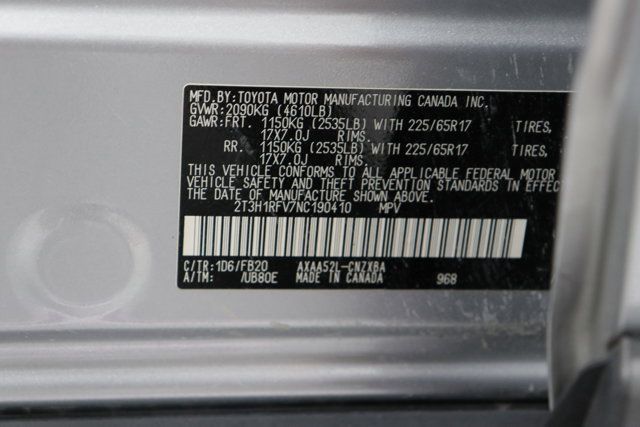 MFD.BY:TOYOTA MOTOR MANUFACTURING CANADA INC.
GVWR:2090KG (4610LB)
GAWR:FRT. 1150KG (2535LB) WITH 225/65R17 TIRES,
17X7.0J RIMS.
RR. 1150KG (2535LB) WITH 225/65R17 TIRES,
17X7.0J RIMS.
THIS VEHICLE CONFORMS TO ALL APPLICABLE FEDERAL MOTOR
VEHICLE SAFETY AND THEFT PREVENTION STANDARDS IN EFFEC
THE DATE OF MANUFACTURE SHOWN ABOVE.
2T3H1RFV7NC190410 MPV
C/TR:1D6/FB20 AXAA52L-CNZXBA
A/TM: /UB80E MADE IN CANADA 968